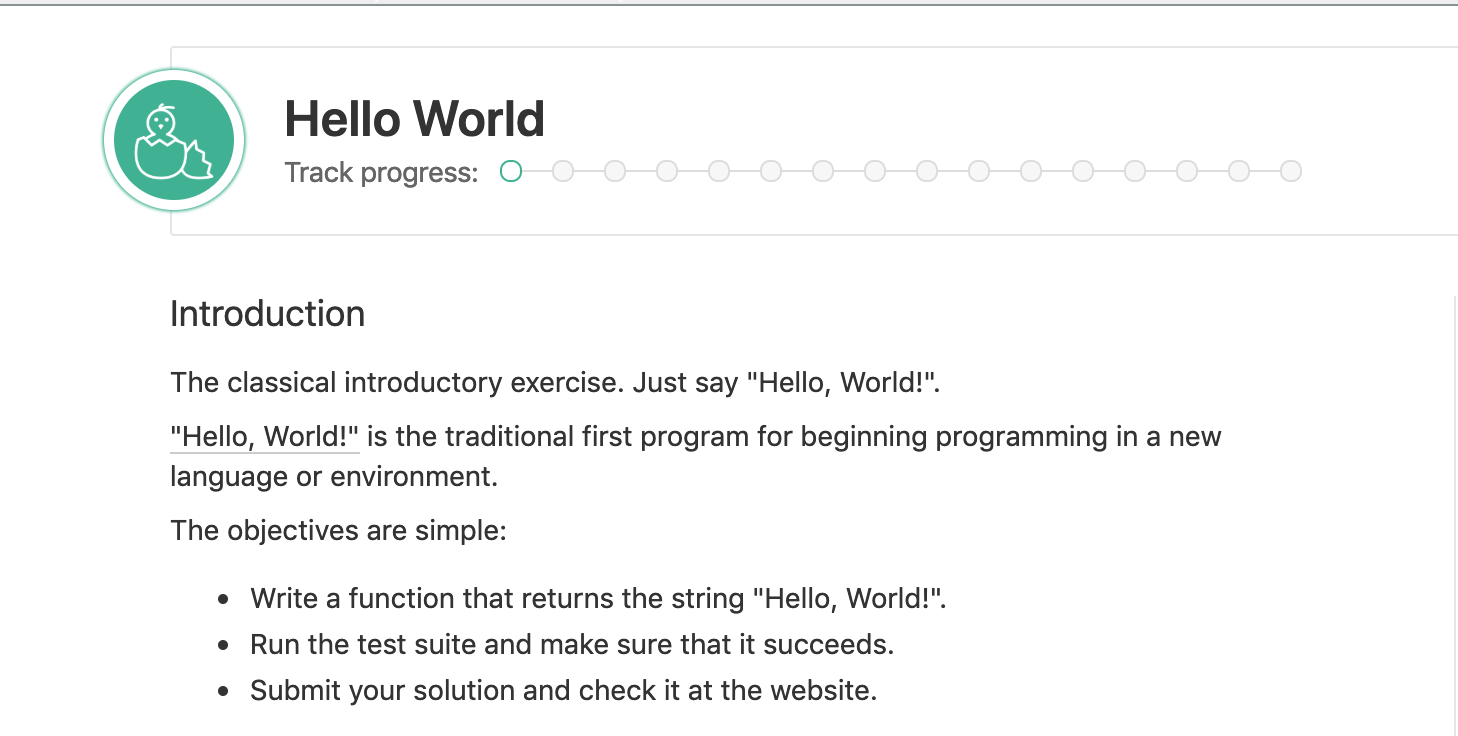 Hello World
Track progress:
Introduction
The classical introductory exercise. Just say "Hello, World!".
"Hello, World!" is the traditional first program for beginning programming in a new
language or environment.
The objectives are simple:
Write a function that returns the string "Hello, World!".
Run the test suite and make sure that it succeeds.
Submit your solution and check it at the website.